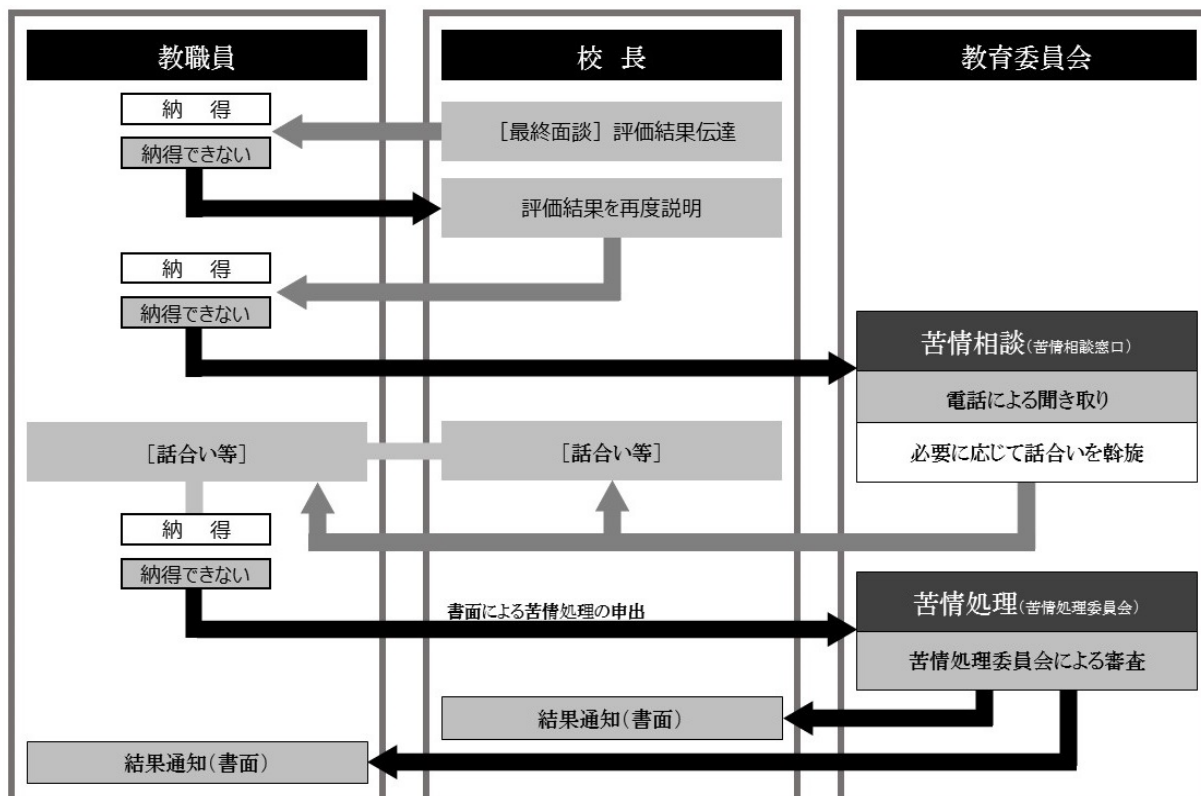 教職員
校 長
教育委員会
納 得
[最終面談] 評価結果伝達
納得できない
評価結果を再度説明
納 得
納得できない
苦情相談(苦情相談窓口)
電話による聞き取り
必要に応じて話合いを斡旋
[話合い等]
[話合い等]
納 得
納得できない
書面による苦情処理の申出
苦情処理(苦情処理委員会)
苦情処理委員会による審査
結果通知(書面)
結果通知(書面)